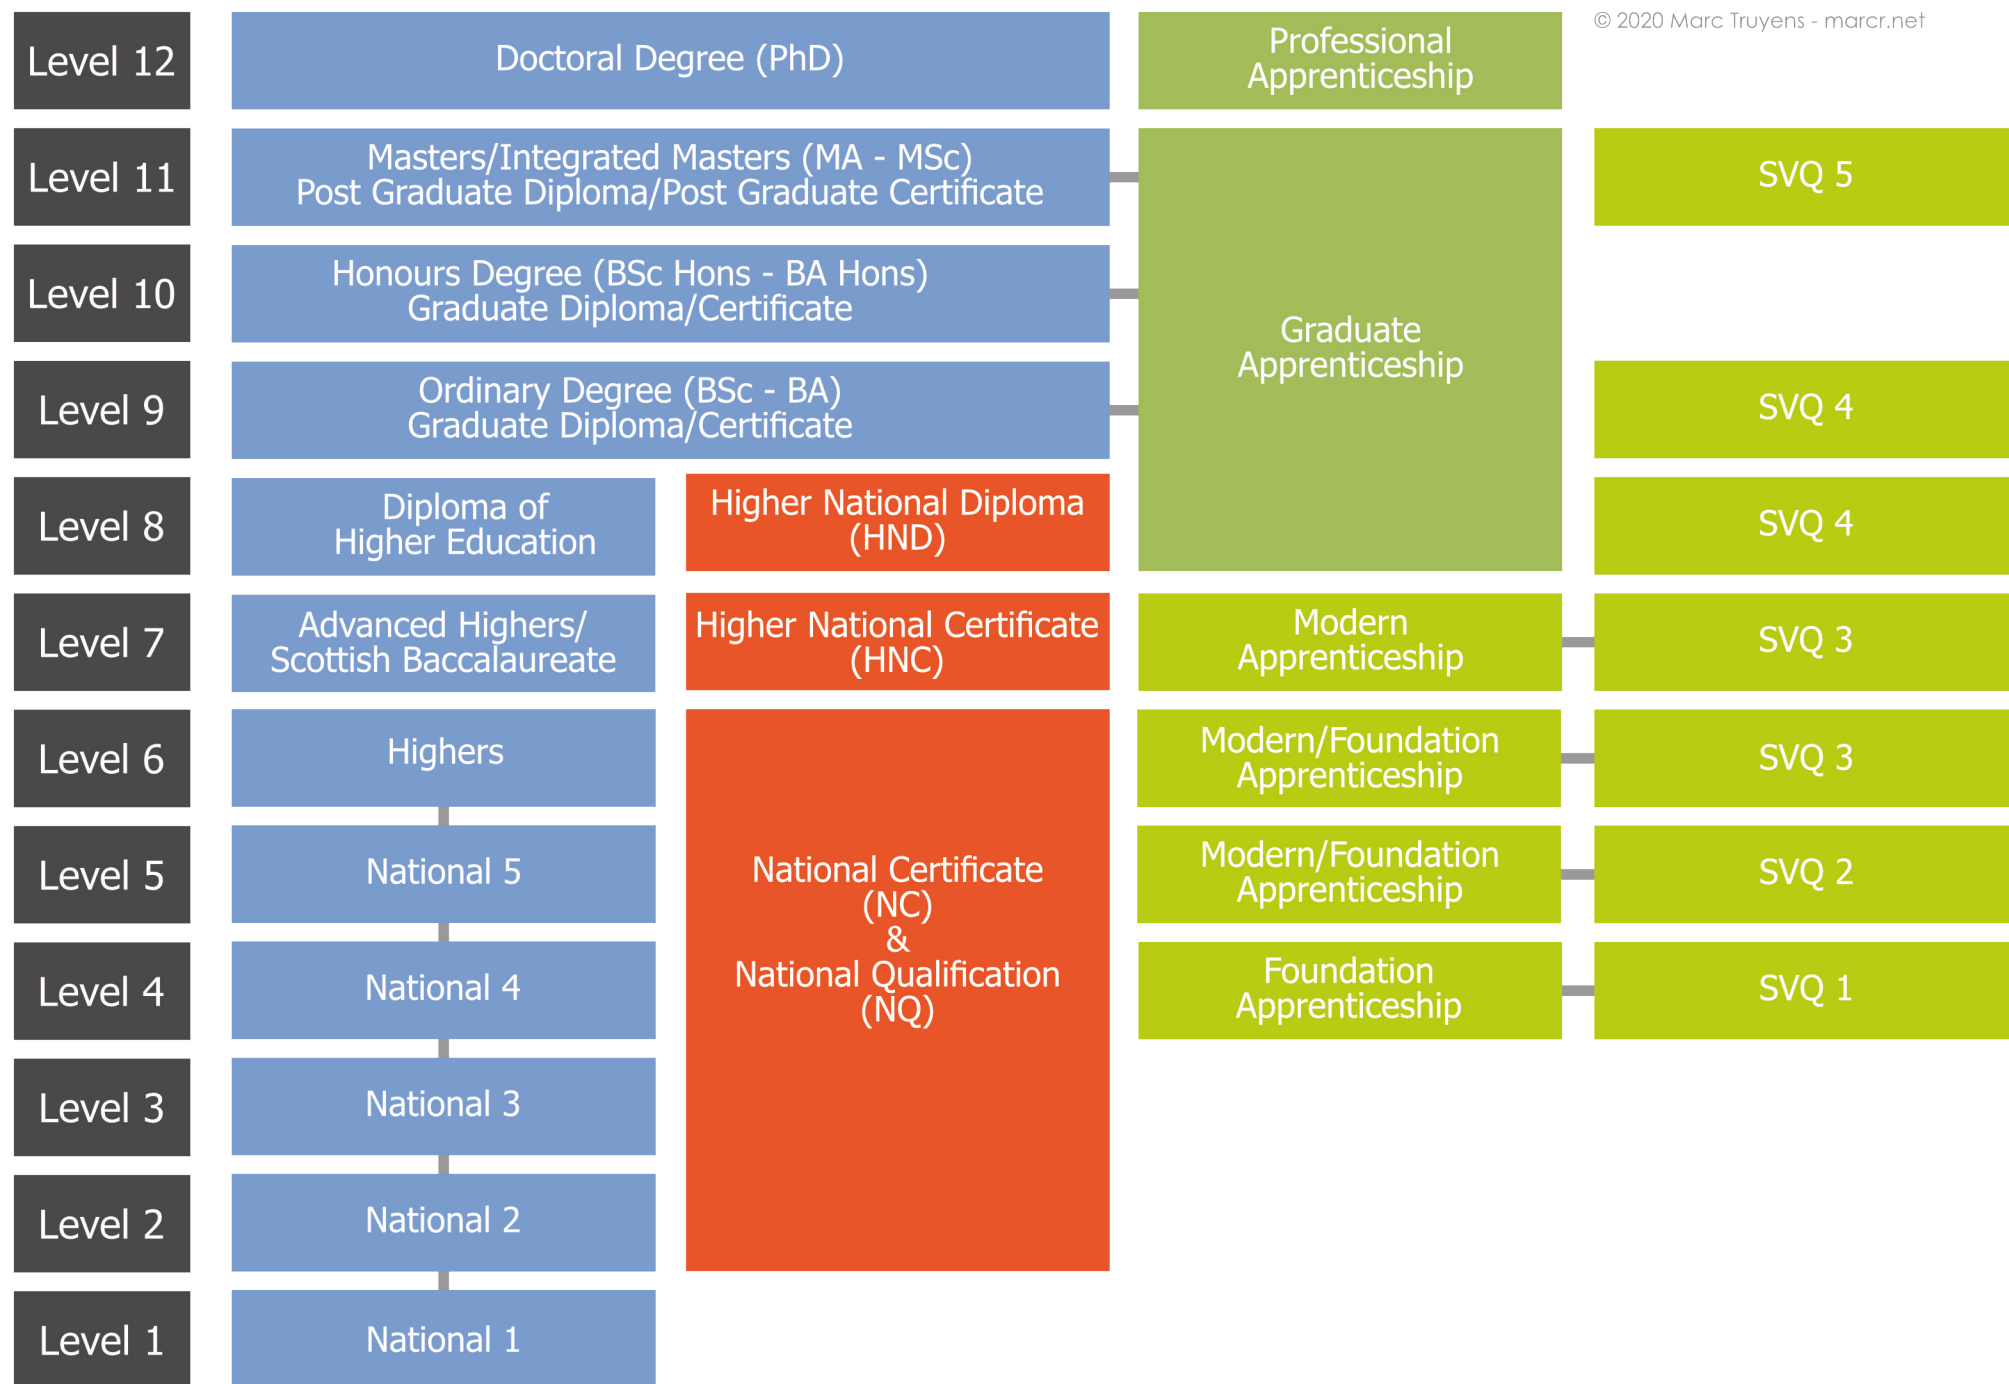 Level 12
Doctoral Degree (PhD)
Professional
Apprenticeship
© 2020 Marc Truyens - marcr.net
Level 11
Masters/Integrated Masters (MA - MSc)
Post Graduate Diploma/Post Graduate Certificate
SVQ 5
Level 10
Honours Degree (BSc Hons - BA Hons)
Graduate Diploma/Certificate
Graduate
Apprenticeship
Level 9
Ordinary Degree (BSc - BA)
Graduate Diploma/Certificate
SVQ 4
Level 8
Diploma of
Higher Education
Higher National Diploma
(HND)
SVQ 4
Level 7
Advanced Highers/
Scottish Baccalaureate
Higher National Certificate
(HNC)
Modern
Apprenticeship
SVQ 3
Level 6
Highers
Modern/Foundation
Apprenticeship
SVQ 3
Level 5
National 5
National Certificate
(NC)
&
National Qualification
(NQ)
Modern/Foundation
Apprenticeship
SVQ 2
Level 4
National 4
Foundation
Apprenticeship
SVQ 1
Level 3
National 3
Level 2
National 2
Level 1
National 1